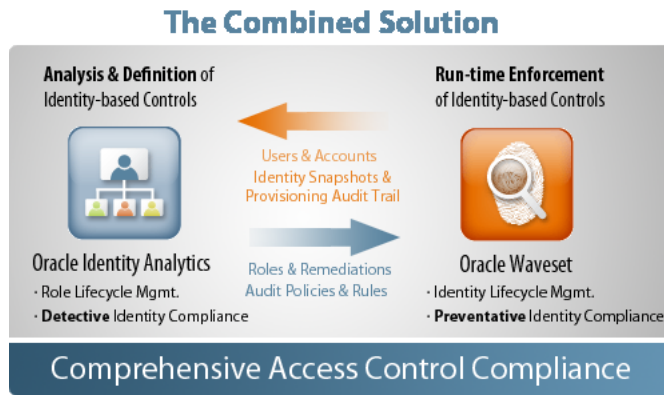 The Combined Solution
Analysis & Definition of
Identity-based Controls
Run-time Enforcement
of Identity-based Controls
Users & Accounts
Identity Snapshots &
Provisioning Audit Trail
Roles & Remediations
Audit Policies & Rules
Oracle Identity Analytics
· Role Lifecycle Mgmt.
· Detective Identity Compliance
Oracle Waveset
· Identity Lifecycle Mgmt.
· Preventative Identity Compliance
Comprehensive Access Control Compliance